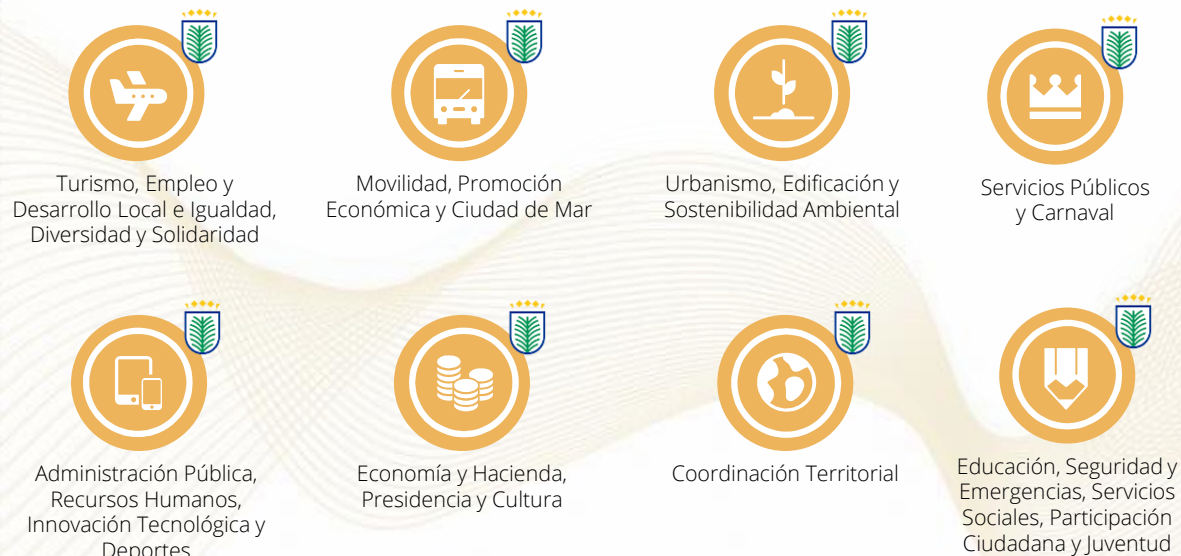 Turismo, Empleo y
Desarrollo Local e Igualdad,
Diversidad y Solidaridad
Movilidad, Promoción
Económica y Ciudad de Mar
Urbanismo, Edificación y
Sostenibilidad Ambiental
Servicios Públicos
y Carnaval
Administración Pública,
Recursos Humanos,
Innovación Tecnológica y
Deportes
Economía y Hacienda,
Presidencia y Cultura
Coordinación Territorial
Educación, Seguridad y
Emergencias, Servicios
Sociales, Participación
Ciudadana y Juventud